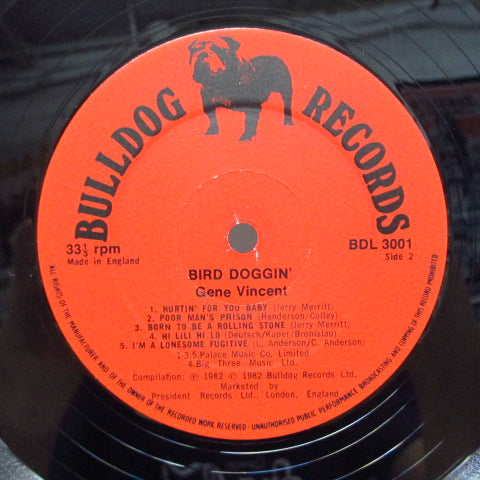 BULLDOG RECORDS
33⅓ rpm
Made in England
BDL 3001
Side 2
BIRD DOGGIN'
Gene Vincent
1. HURTIN' FOR YOU BABY (Jerry Merritt)
2. POOR MAN'S PRISON (Henderson/Colley)
3. BORN TO BE A ROLLING STONE (Jerry Merritt)
4. HI LILI HI LO (Deutsch/Kaper/Bronislau)
5. I'M A LONESOME FUGITIVE (L. Anderson/C. Anderson)
1.3.5.Palace Music Co. Limited
4.Big Three Music Ltd.
Compilation: ℗ 1982 © 1982 Bulldog Records Ltd.
Marketed by
President Records Ltd., London, England
ALL RIGHTS OF THE MANUFACTURER AND OF THE OWNER OF THE RECORDED WORK RESERVED - UNAUTHORISED PUBLIC PERFORMANCE BROADCASTING AND COPYING OF THIS RECORD PROHIBITED